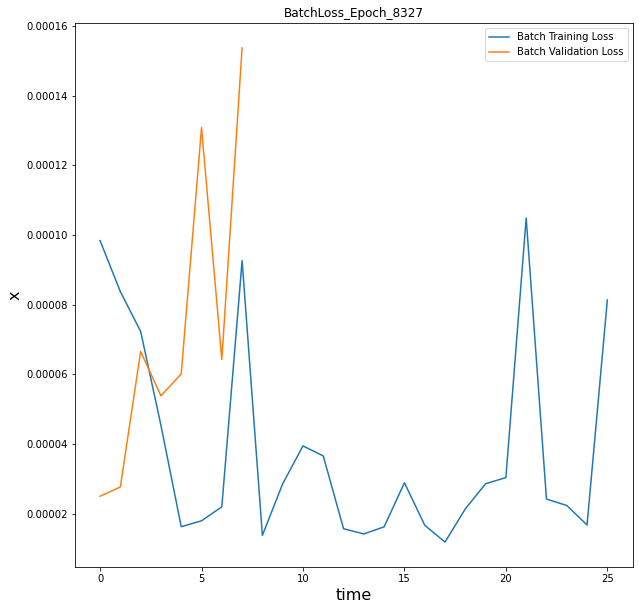 BatchLoss_Epoch_8327
Batch Training Loss
Batch Validation Loss
0.00016
0.00014
0.00012
0.00010
0.00008
0.00006
0.00004
0.00002
x
0 5 10 15 20 25
time